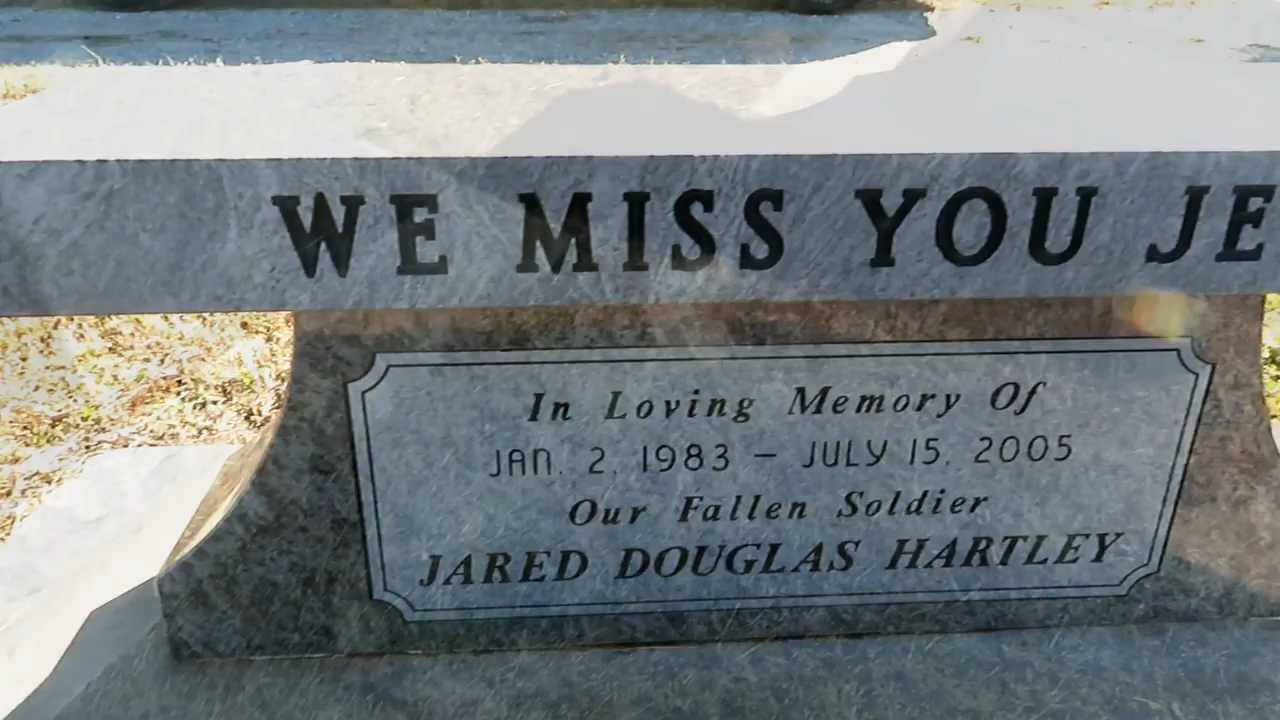 WE MISS YOU JE
In Loving Memory Of
JAN. 2, 1983 – JULY 15, 2005
Our Fallen Soldier
JARED DOUGLAS HARTLEY